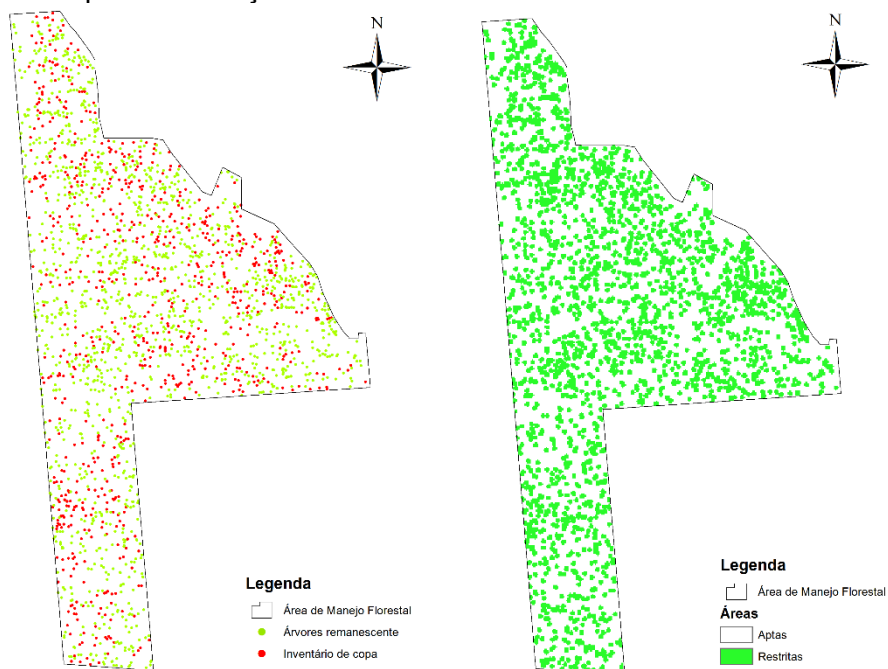 N
Legenda
Área de Manejo Florestal
Árvores remanescente
Inventário de copa
N
Legenda
Área de Manejo Florestal
Áreas
Aptas
Restritas